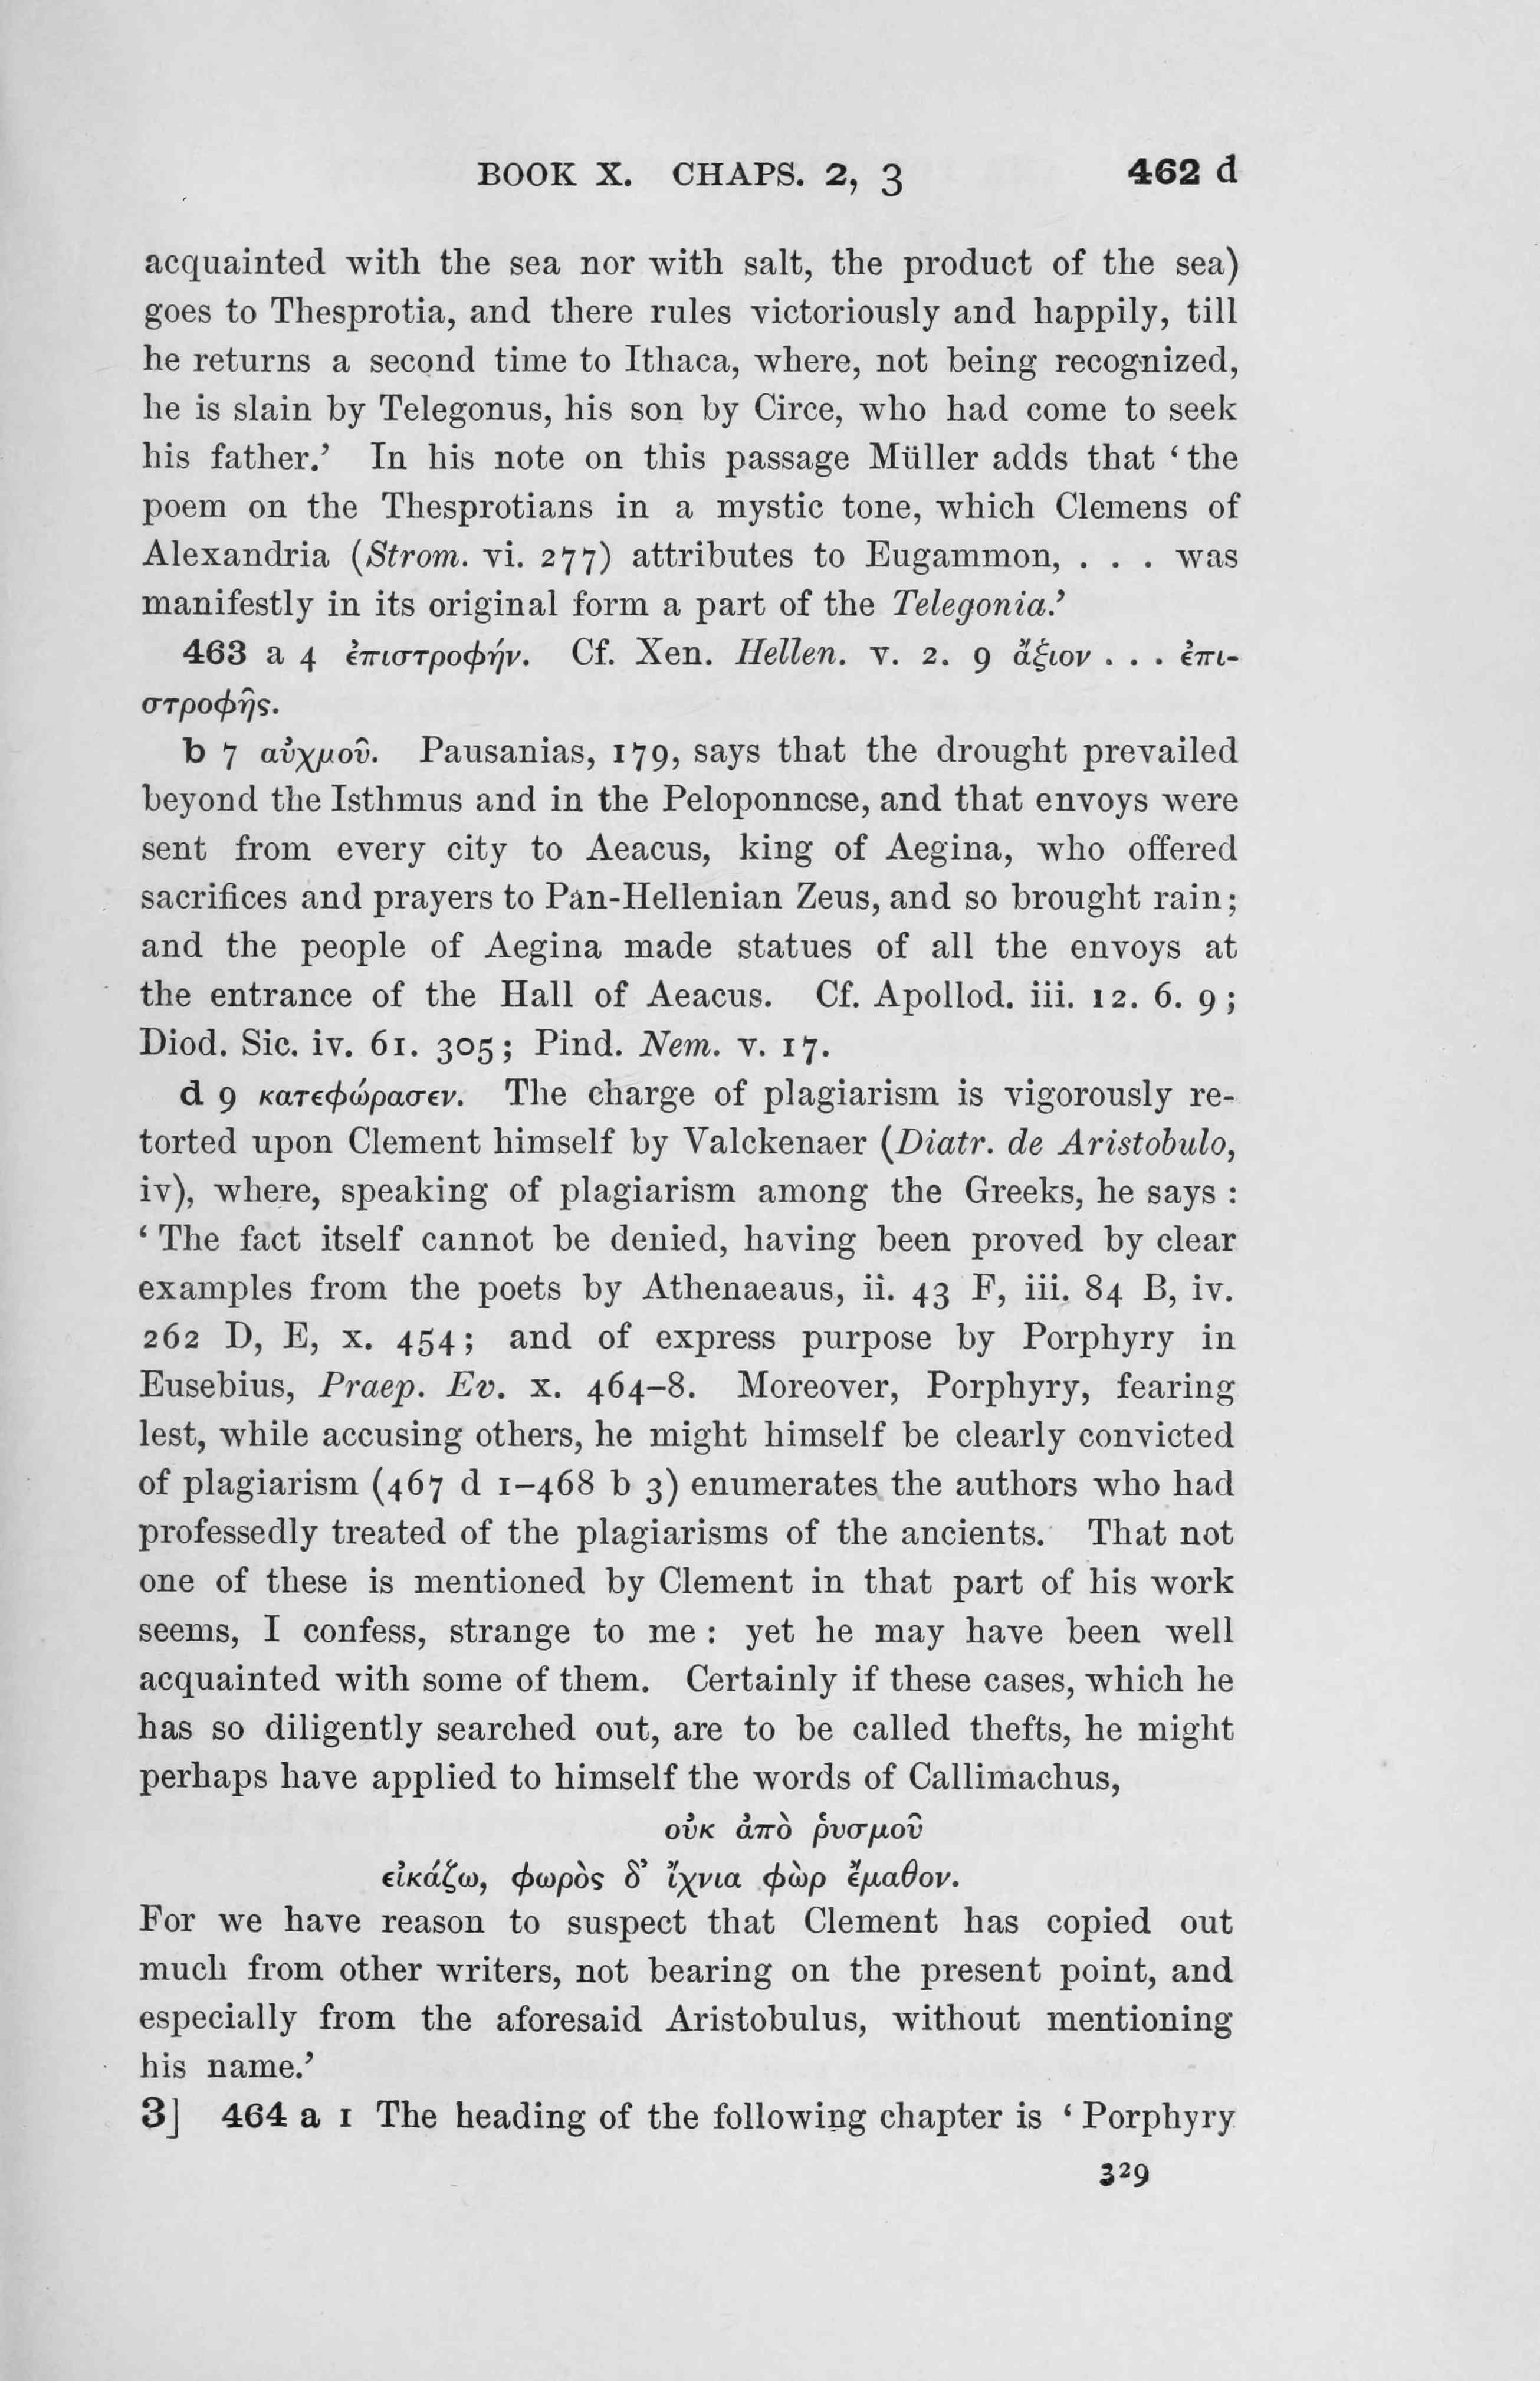 BOOK X. CHAPS. 2, 3 462 d
acquainted with the sea nor with salt, the product of the sea)
goes to Thesprotia, and there rules victoriously and happily, till
he returns a second time to Ithaca, where, not being recognized,
he is slain by Telegonus, his son by Circe, who had come to seek
his father.’ In his note on this passage Müller adds that ‘the
poem on the Thesprotians in a mystic tone, which Clemens of
Alexandria (Strom. vi. 277) attributes to Eugammon, . . . was
manifestly in its original form a part of the Telegonia.’
463 a 4 ἐπιστροφήν. Cf. Xen. Hellen. v. 2. 9 ἄξιον . . . ἐπι-
στροφῆς.
b 7 αὐχμοῦ. Pausanias, 179, says that the drought prevailed
beyond the Isthmus and in the Peloponnese, and that envoys were
sent from every city to Aeacus, king of Aegina, who offered
sacrifices and prayers to Pan-Hellenian Zeus, and so brought rain;
and the people of Aegina made statues of all the envoys at
the entrance of the Hall of Aeacus. Cf. Apollod. iii. 12. 6. 9;
Diod. Sic. iv. 61. 305; Pind. Nem. v. 17.
d 9 κατεφώρασεν. The charge of plagiarism is vigorously re-
torted upon Clement himself by Valckenaer (Diatr. de Aristobulo,
iv), where, speaking of plagiarism among the Greeks, he says :
‘The fact itself cannot be denied, having been proved by clear
examples from the poets by Athenaeaus, ii. 43 F, iii. 84 B, iv.
262 D, E, x. 454; and of express purpose by Porphyry in
Eusebius, Praep. Ev. x. 464–8. Moreover, Porphyry, fearing
lest, while accusing others, he might himself be clearly convicted
of plagiarism (467 d 1–468 b 3) enumerates the authors who had
professedly treated of the plagiarisms of the ancients. That not
one of these is mentioned by Clement in that part of his work
seems, I confess, strange to me : yet he may have been well
acquainted with some of them. Certainly if these cases, which he
has so diligently searched out, are to be called thefts, he might
perhaps have applied to himself the words of Callimachus,
οὐκ ἀπὸ ῥυσμοῦ
εἰκάζω, φωρὸς δ’ ἴχνια φὼρ ἔμαθον.
For we have reason to suspect that Clement has copied out
much from other writers, not bearing on the present point, and
especially from the aforesaid Aristobulus, without mentioning
his name.’
3] 464 a 1 The heading of the following chapter is ‘Porphyry
329